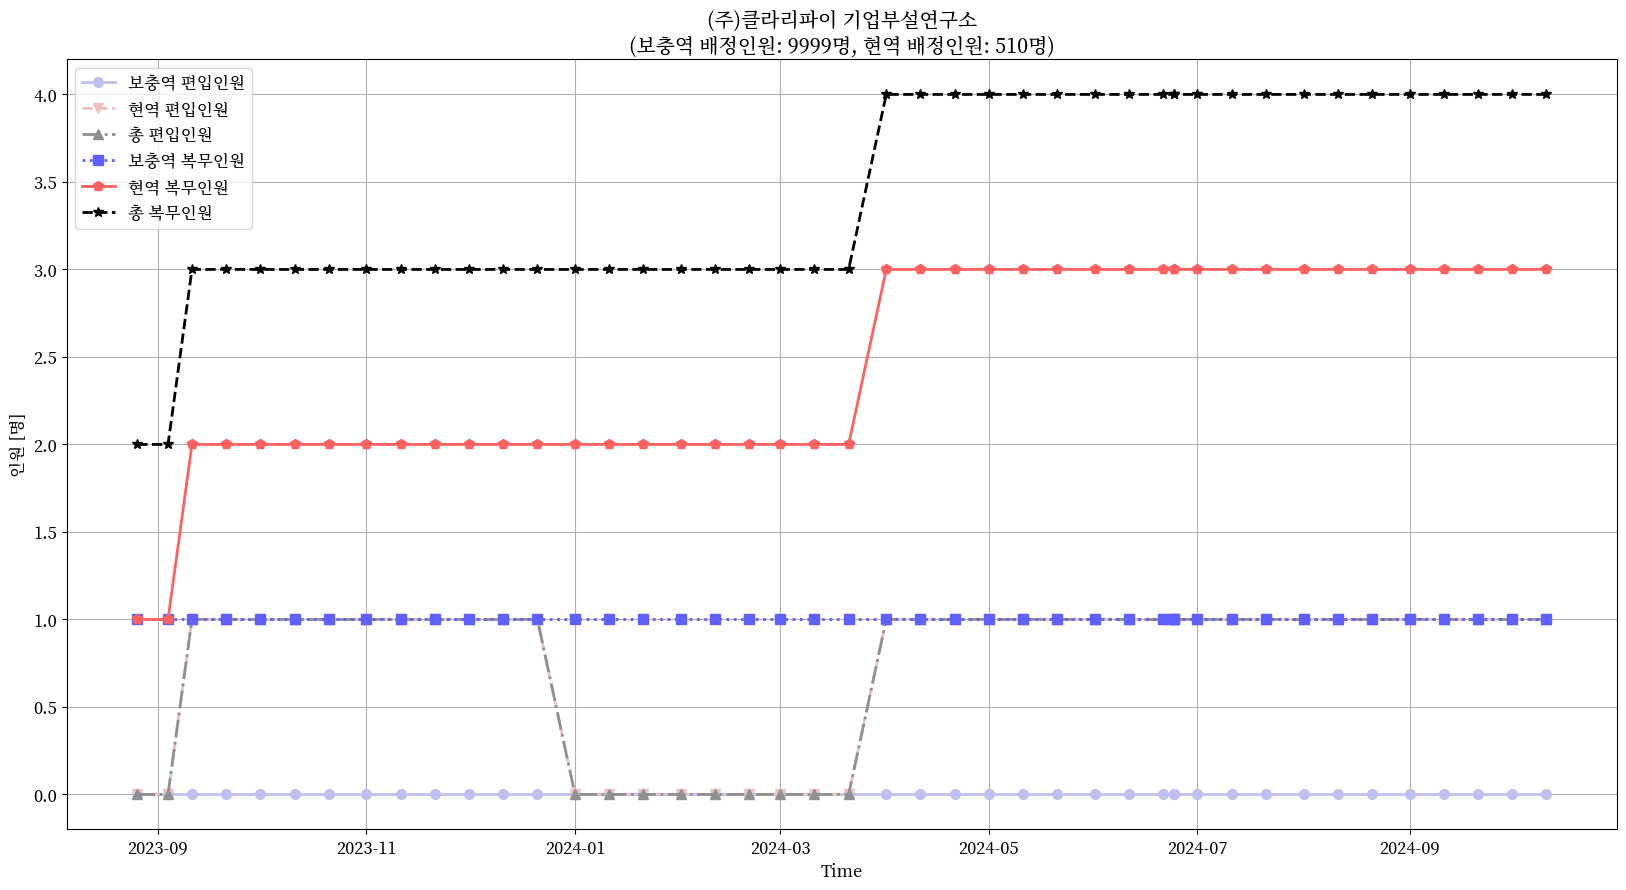 (주)클라리파이 기업부설연구소
(보충역 배정인원: 9999명, 현역 배정인원: 510명)
보충역 편입인원
현역 편입인원
총 편입인원
보충역 복무인원
현역 복무인원
총 복무인원
인원 [명]
4.0
3.5
3.0
2.5
2.0
1.5
1.0
0.5
0.0
2023-09
2023-11
2024-01
2024-03
2024-05
2024-07
2024-09
Time